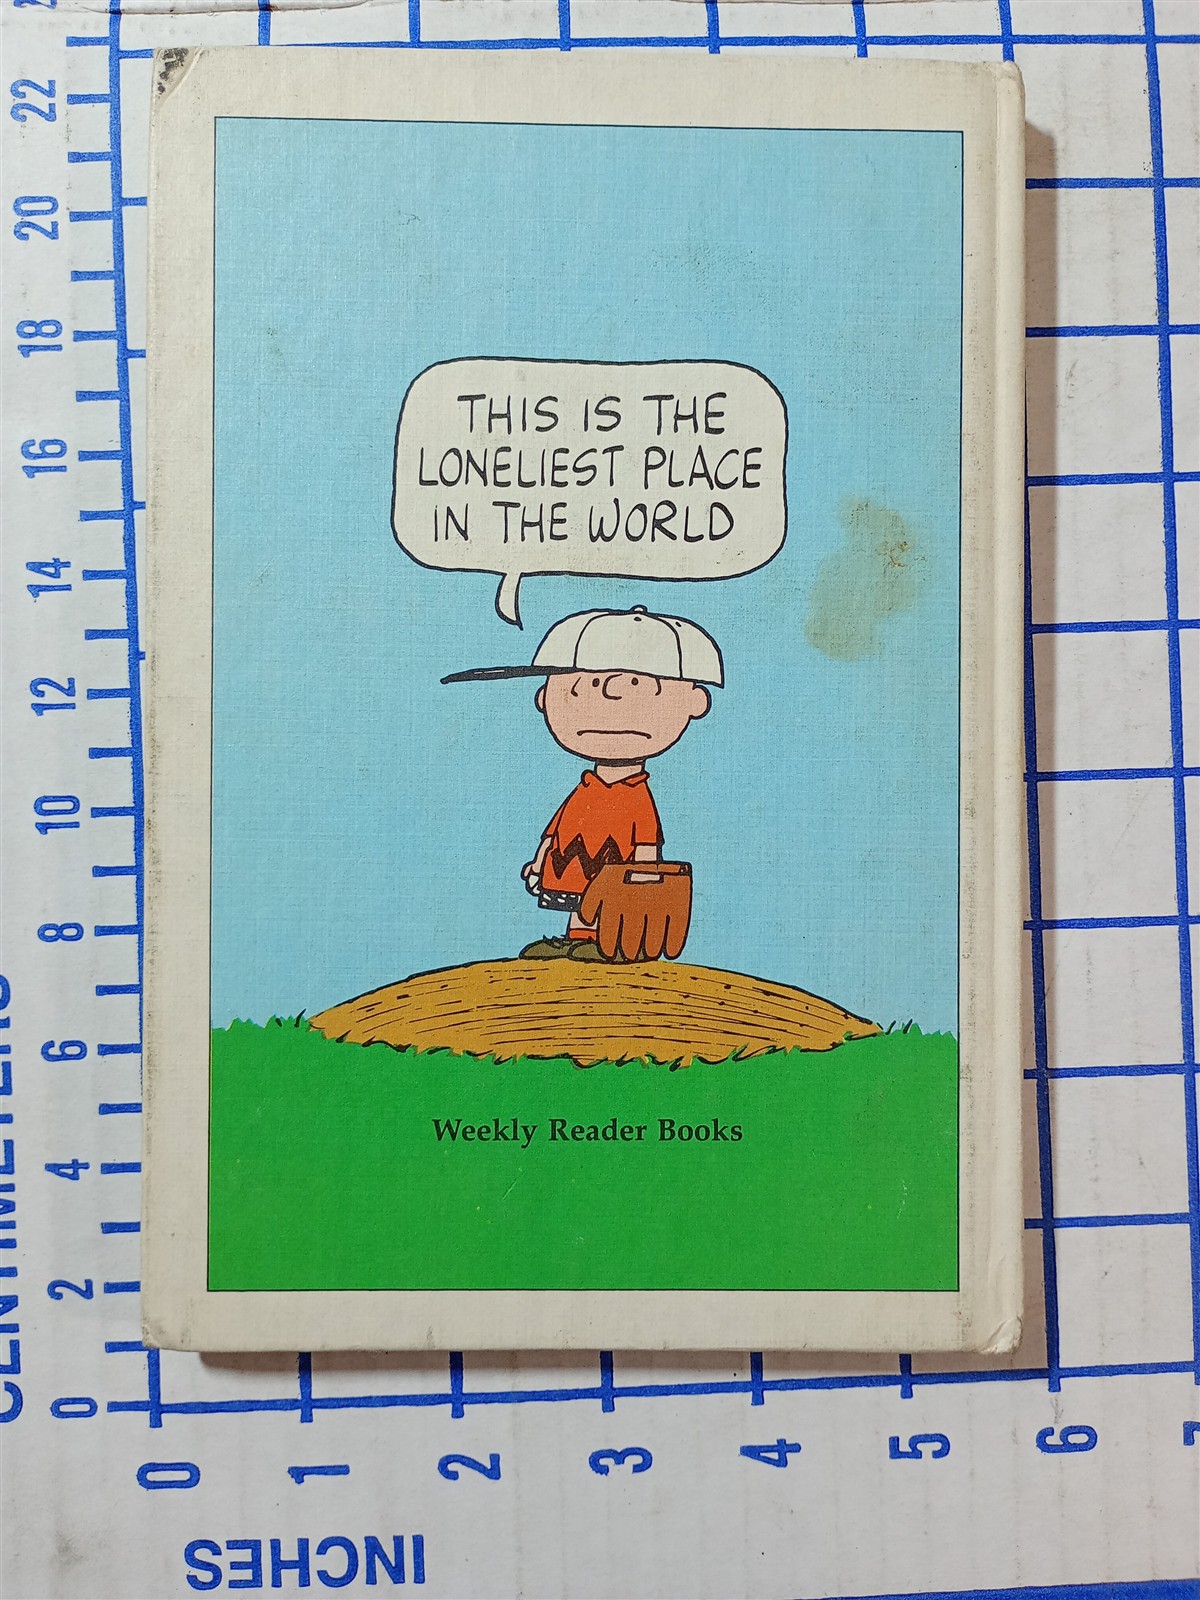 THIS IS THE
LONELIEST PLACE
IN THE WORLD
Weekly Reader Books
22
20
18
16
14
12
10
8
6
4
2
0
CENTIMETERS
0 1 2 3 4 5 6
INCHES